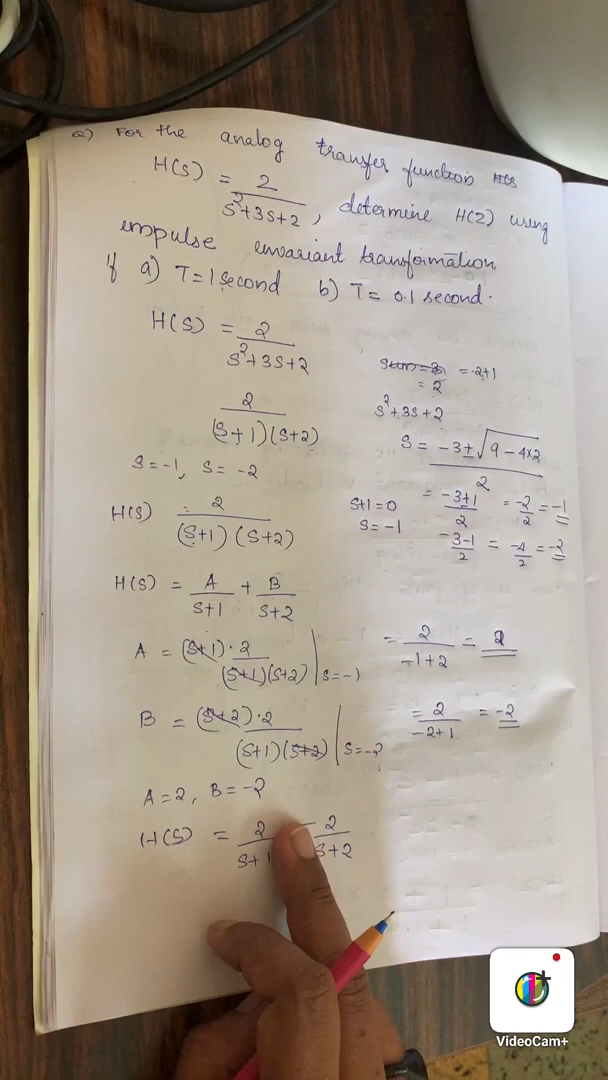 Q) For the analog transfer function
H(S) = 2 / S²+3S+2, determine H(Z) using
impulse invariant transformation
if a) T=1 second b) T= 0.1 second.
H(S) = 2 / S²+3S+2
2 / (S+1)(S+2)
S=-1, S= -2
= 2+1
= 2
S²+3S+2
S = -3±√9-4×2 / 2
= -3+1 / 2 = -2/2 = -1
-3-1 / 2 = -4/2 = -2
S+1=0
S=-1
H(S) = 2 / (S+1)(S+2)
H(S) = A / S+1 + B / S+2
A = (S+1)·2 / (S+1)(S+2) | S=-1 = 2 / -1+2 = 2
B = (S+2)·2 / (S+1)(S+2) | S=-2 = 2 / -2+1 = -2
A=2, B=-2
H(S) = 2 / S+1 - 2 / S+2
VideoCam+